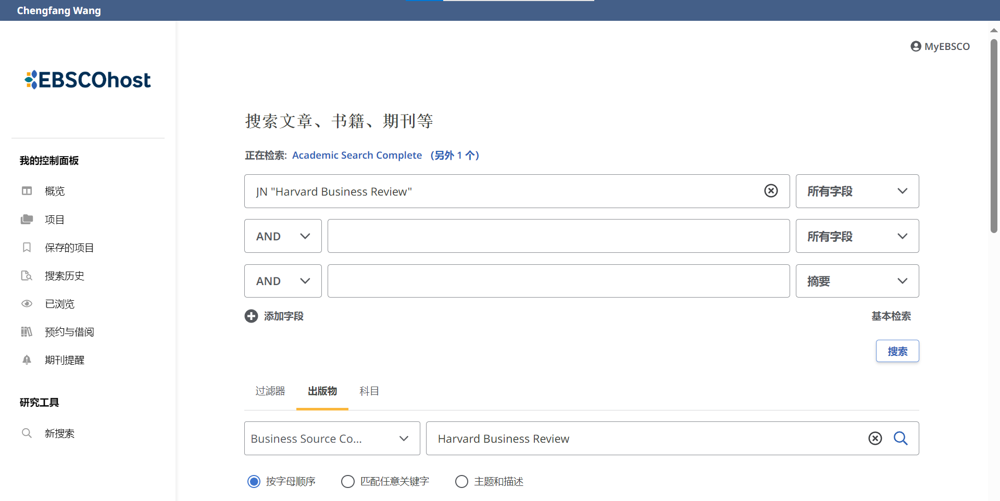 Chengfang Wang
MyEBSCO
EBSCOhost
我的控制面板
概览
项目
保存的项目
搜索历史
已浏览
预约与借阅
期刊提醒
研究工具
新搜索
搜索文章、书籍、期刊等
正在检索: Academic Search Complete (另外 1 个)
JN "Harvard Business Review" 所有字段
AND 所有字段
AND 摘要
添加字段 基本检索
搜索
过滤器 出版物 科目
Business Source Co... Harvard Business Review
按字母顺序 匹配任意关键字 主题和描述